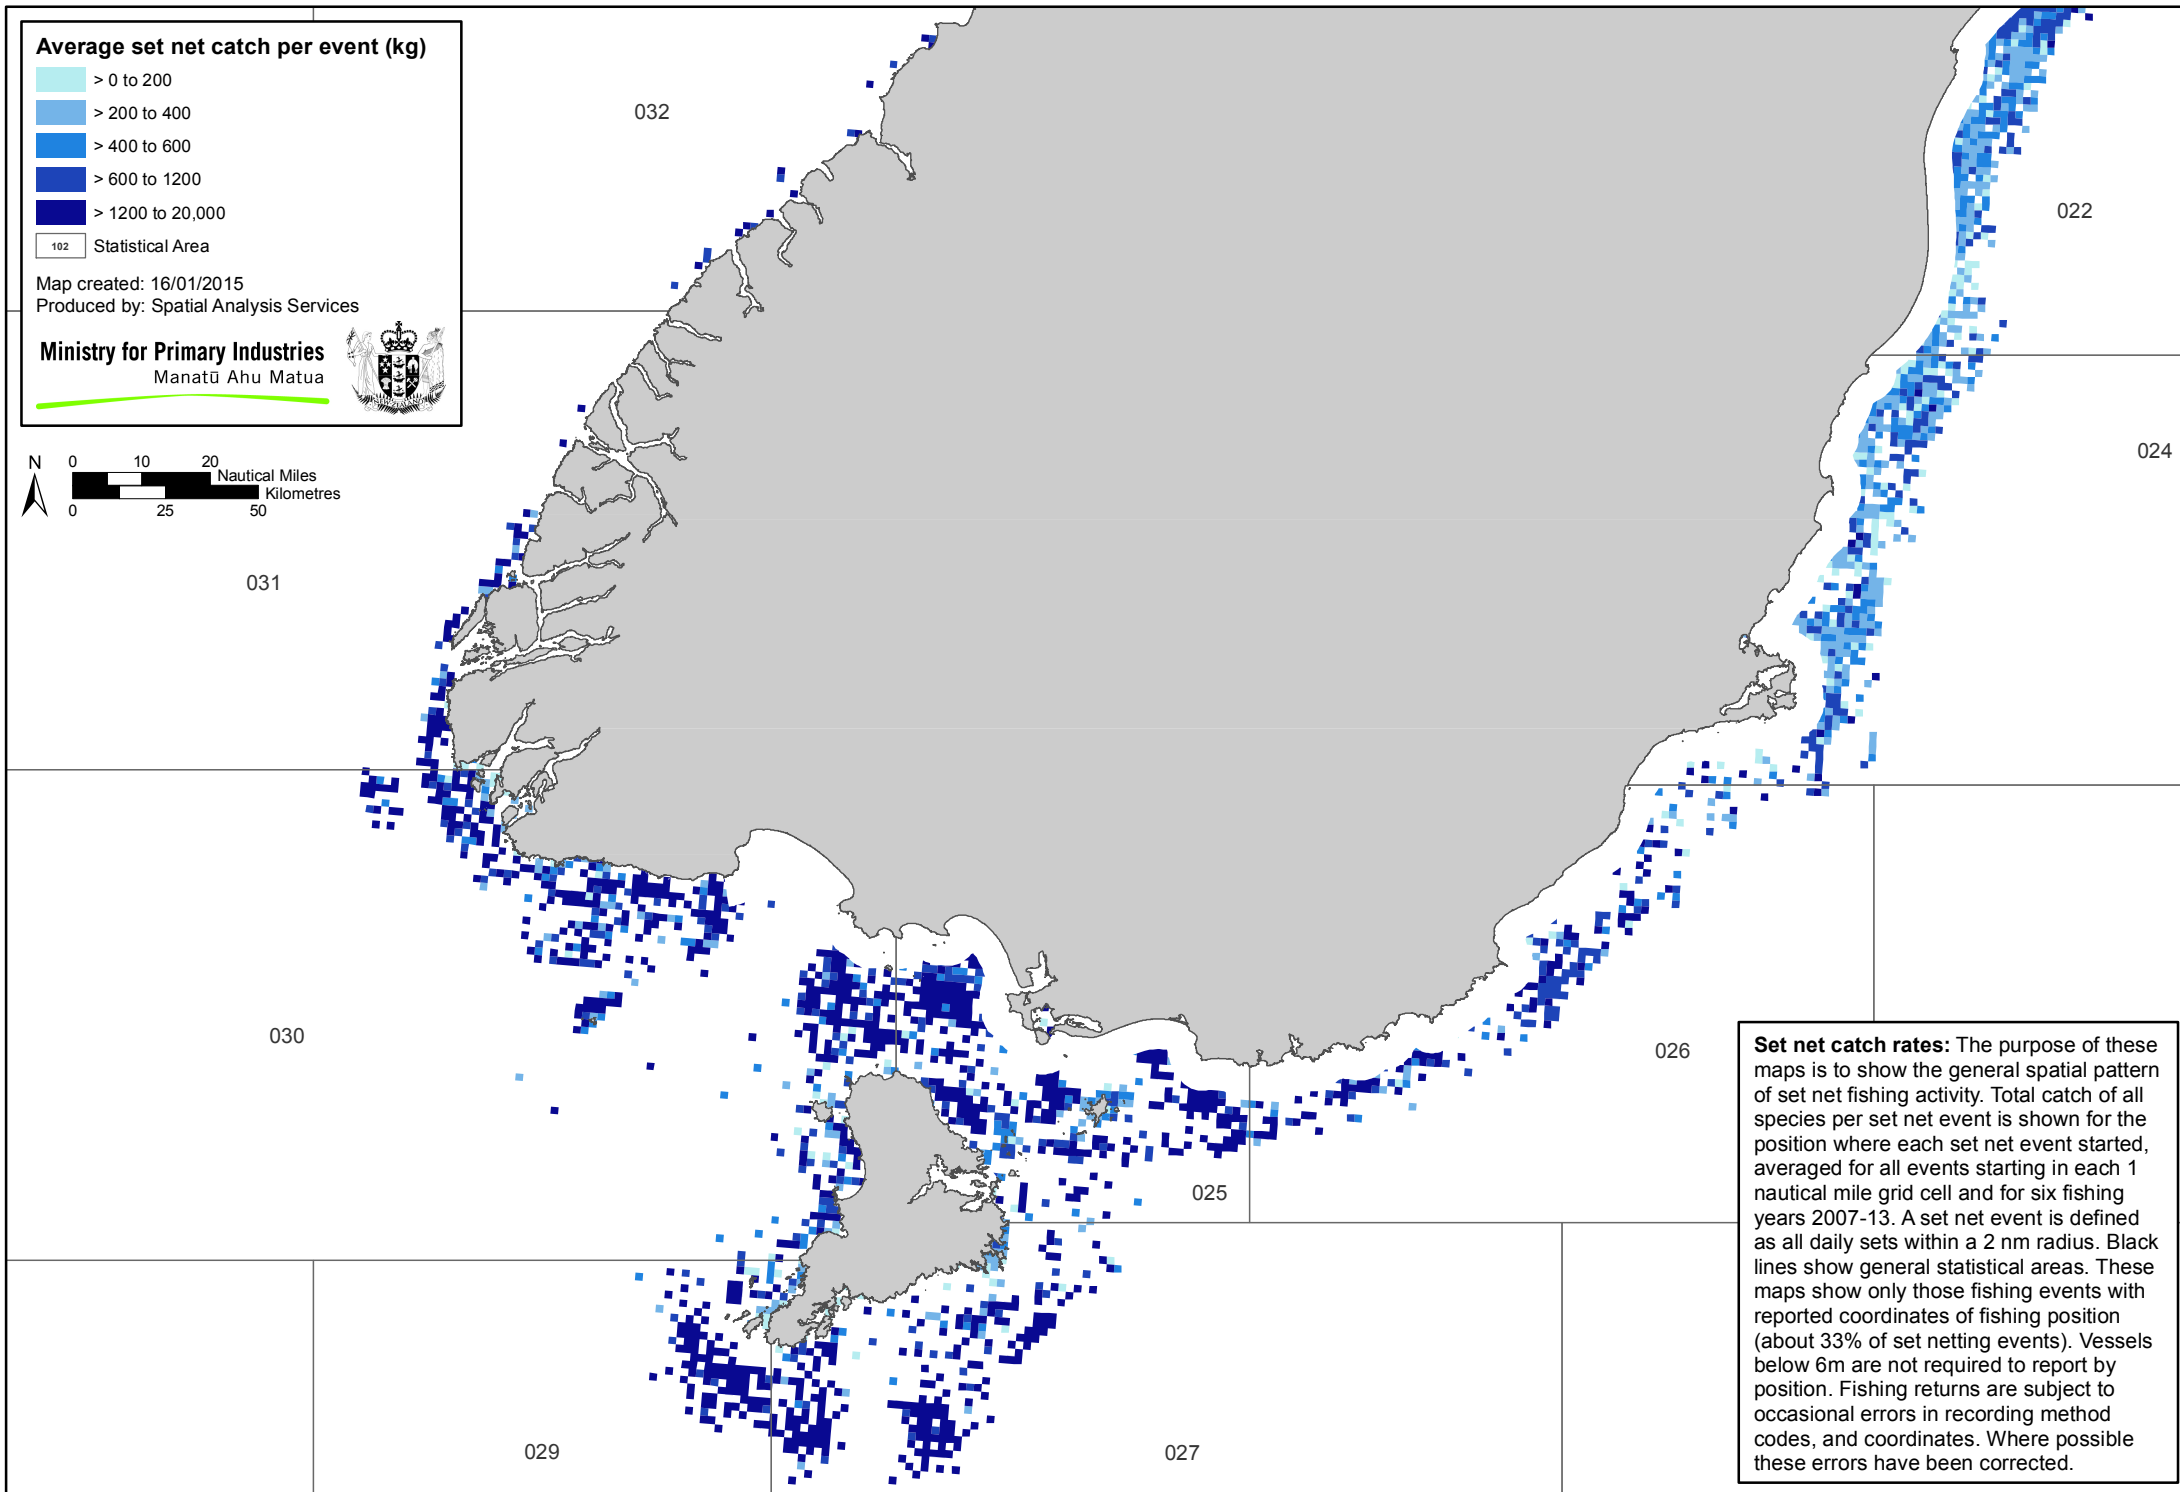 Average set net catch per event (kg)
> 0 to 200
> 200 to 400
> 400 to 600
> 600 to 1200
> 1200 to 20,000
102 Statistical Area
Map created: 16/01/2015
Produced by: Spatial Analysis Services
Ministry for Primary Industries
Manatū Ahu Matua
NEW ZEALAND
N
0 10 20
Nautical Miles
Kilometres
0 25 50
032
022
024
031
030
026
025
029
027
Set net catch rates: The purpose of these
maps is to show the general spatial pattern
of set net fishing activity. Total catch of all
species per set net event is shown for the
position where each set net event started,
averaged for all events starting in each 1
nautical mile grid cell and for six fishing
years 2007-13. A set net event is defined
as all daily sets within a 2 nm radius. Black
lines show general statistical areas. These
maps show only those fishing events with
reported coordinates of fishing position
(about 33% of set netting events). Vessels
below 6m are not required to report by
position. Fishing returns are subject to
occasional errors in recording method
codes, and coordinates. Where possible
these errors have been corrected.